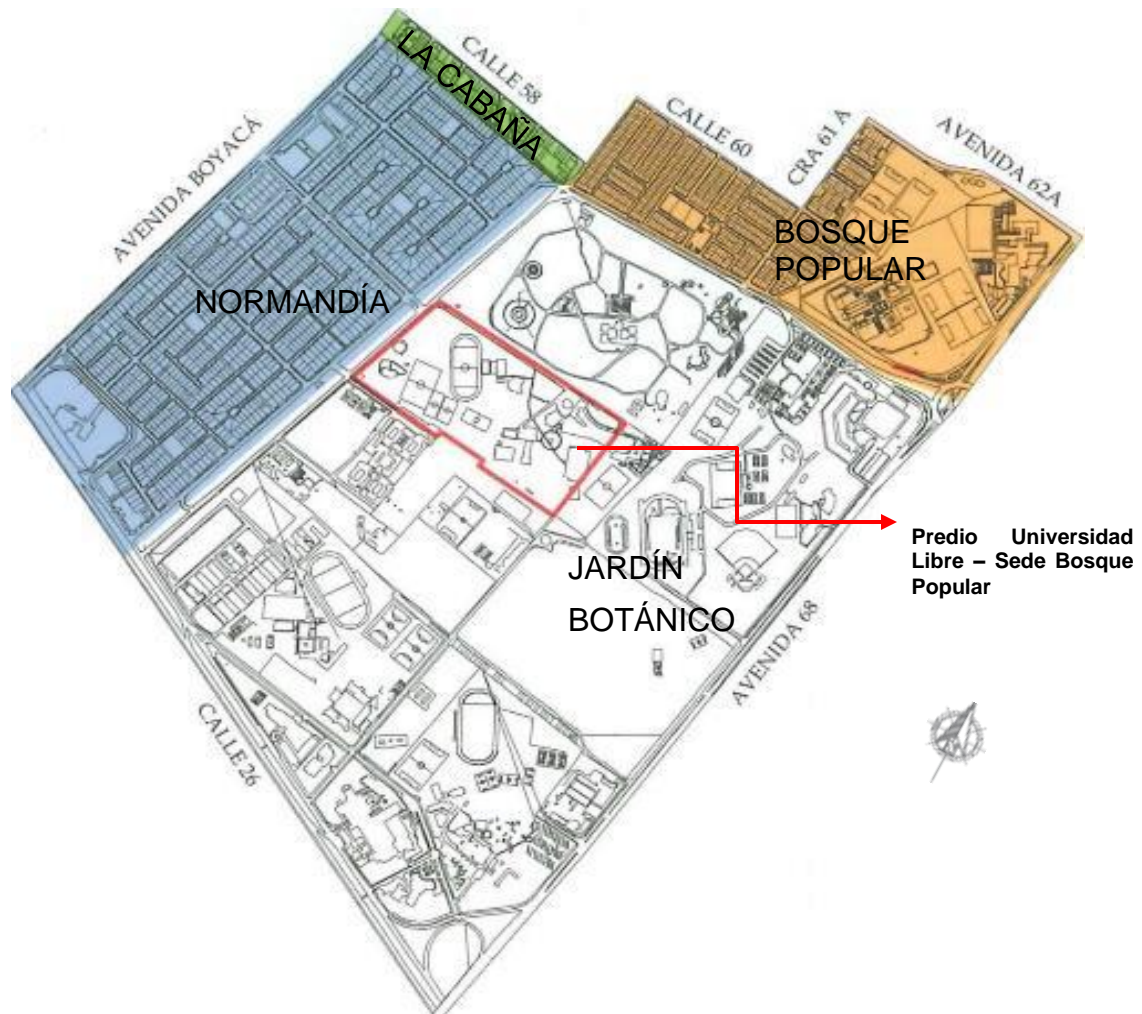 LA CABAÑA
CALLE 58
CALLE 60
CRA 61 A
AVENIDA 62A
AVENIDA BOYACÁ
BOSQUE
POPULAR
NORMANDÍA
Predio Universidad
Libre – Sede Bosque
Popular
JARDÍN
BOTÁNICO
AVENIDA 68
CALLE 26